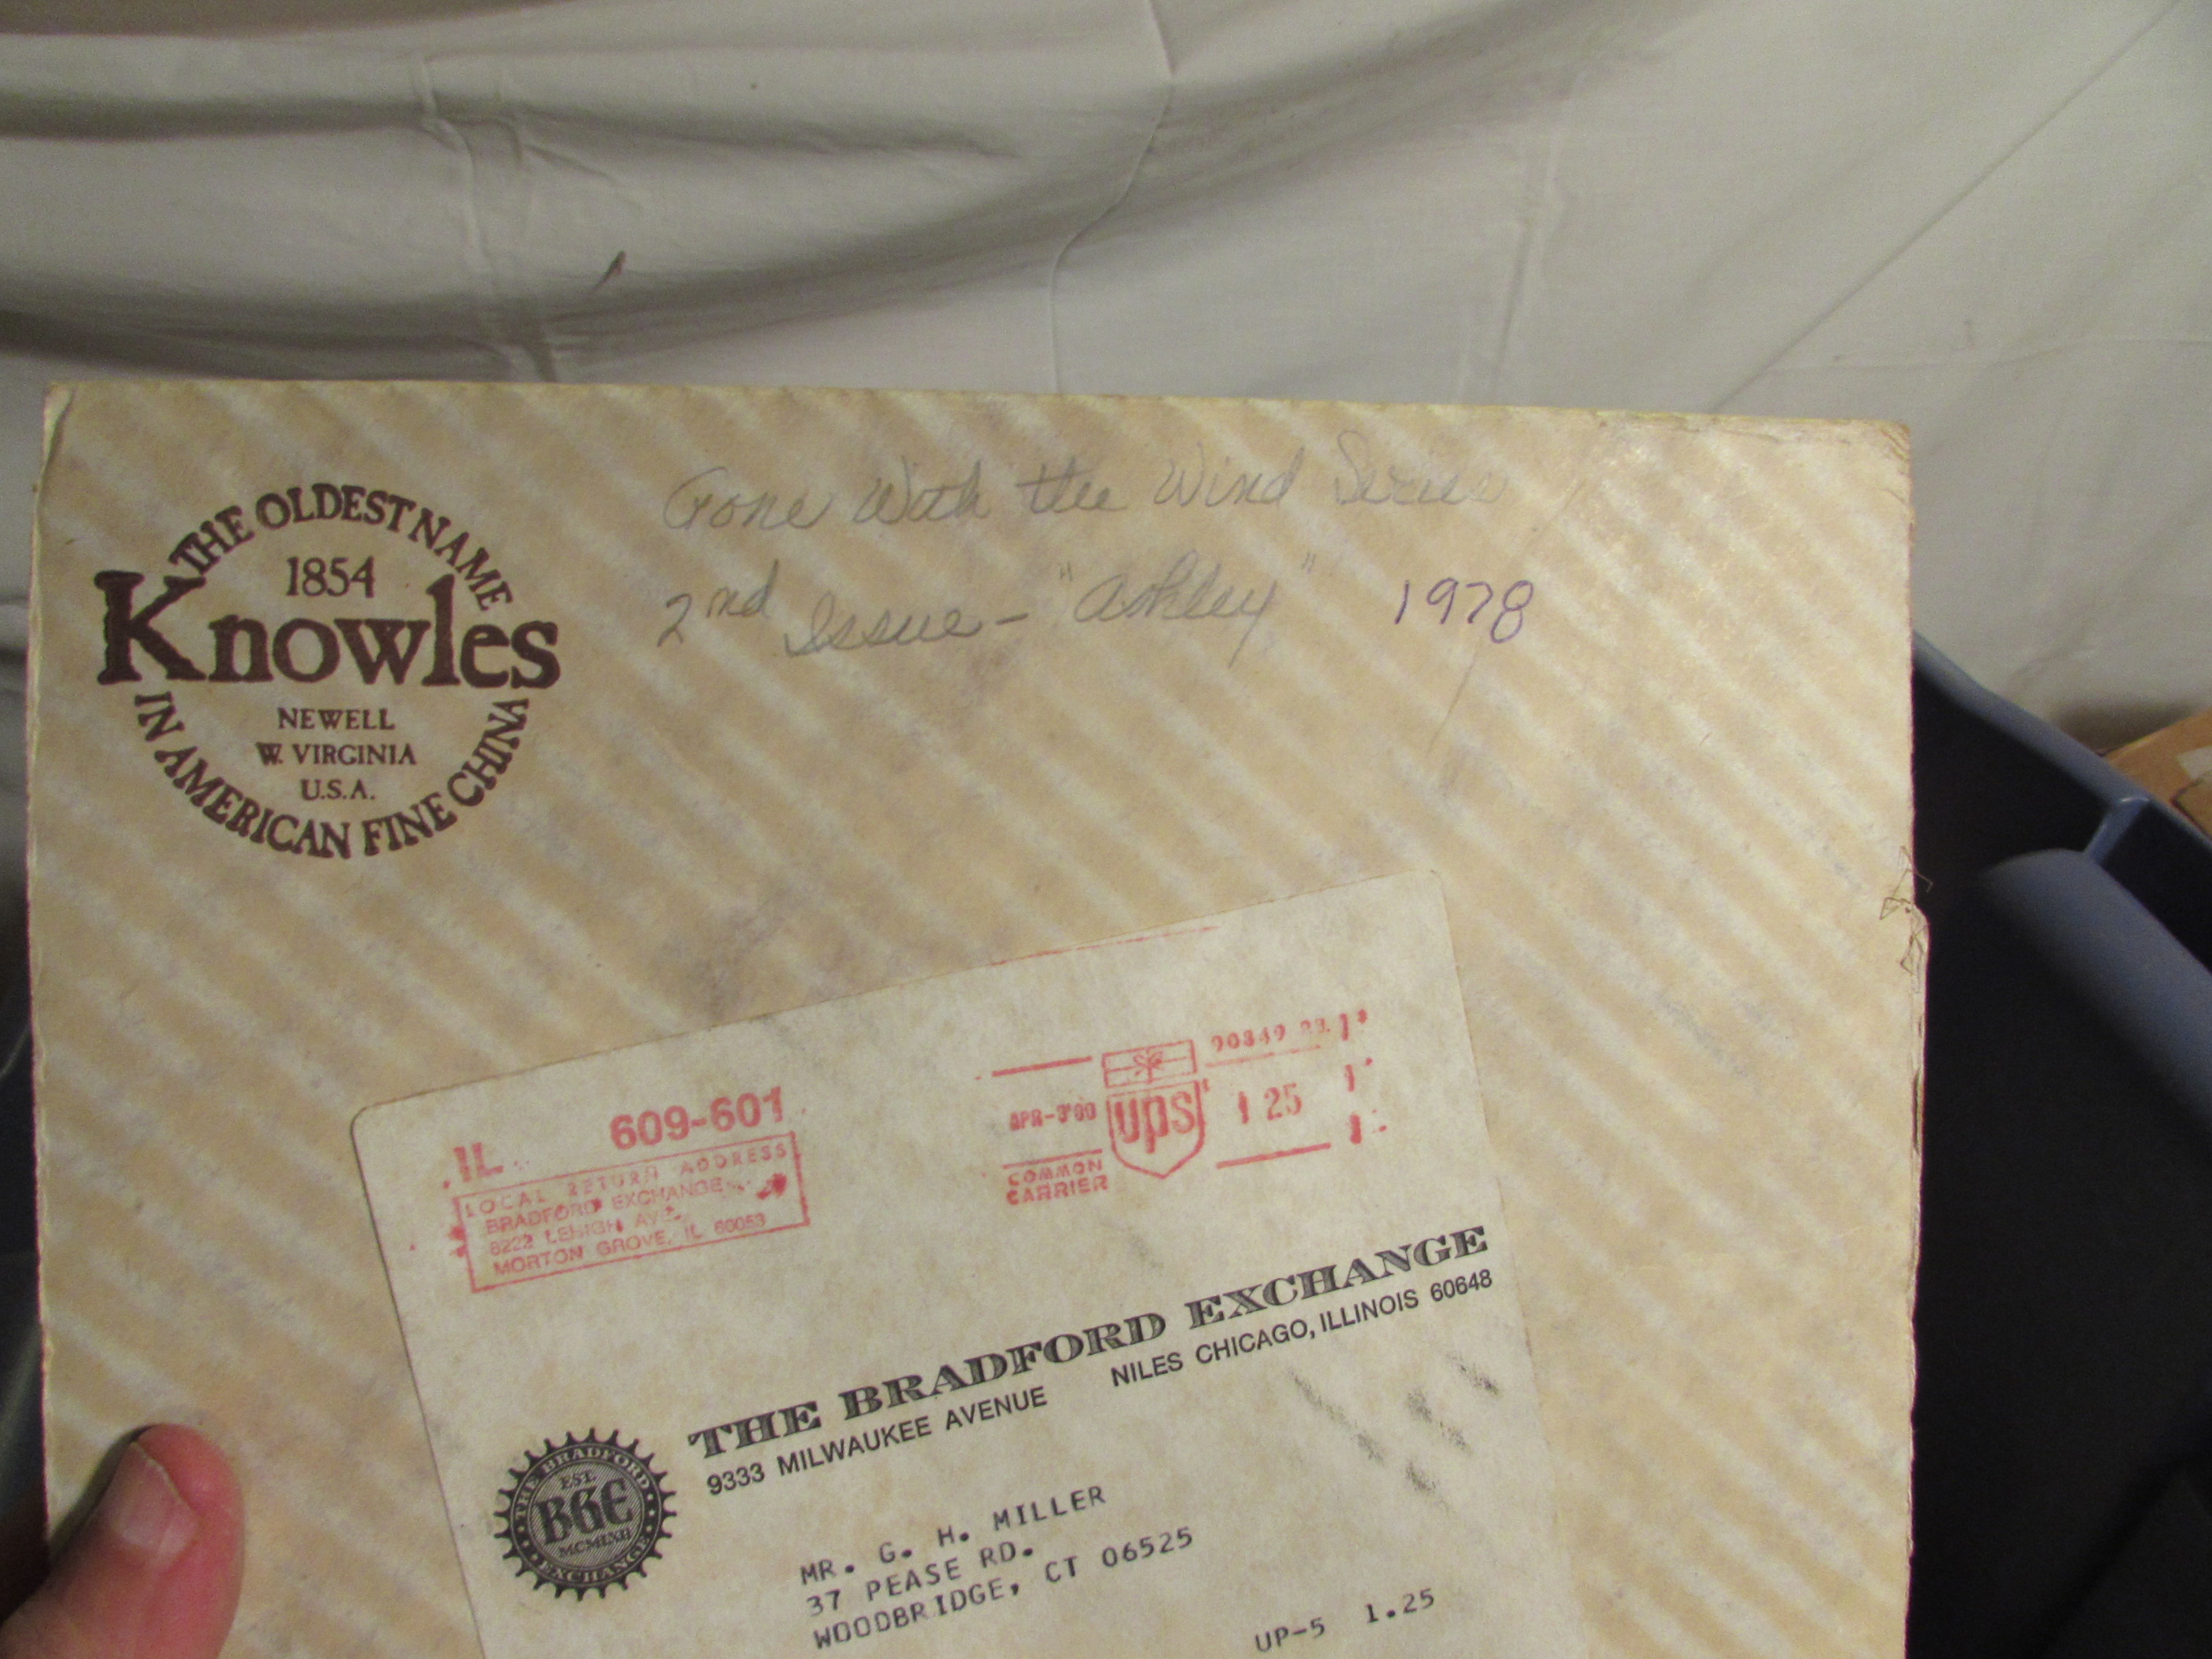 THE OLDEST NAME
1854
Knowles
NEWELL
W. VIRGINIA
U.S.A.
IN AMERICAN FINE CHINA
Gone With the Wind Series
2nd Issue - "Ashley" 1978
IL 609-601
LOCAL RETURN ADDRESS
BRADFORD EXCHANGE
8222 LEHIGH AVE.
MORTON GROVE, IL 60053
90849
ups 1 25
COMMON
CARRIER
THE BRADFORD EXCHANGE
9333 MILWAUKEE AVENUE NILES CHICAGO, ILLINOIS 60648
THE BRADFORD
EST.
BGE
MCMLXII
EXCHANGE
MR. G. H. MILLER
37 PEASE RD.
WOODBRIDGE, CT 06525
UP-5 1.25